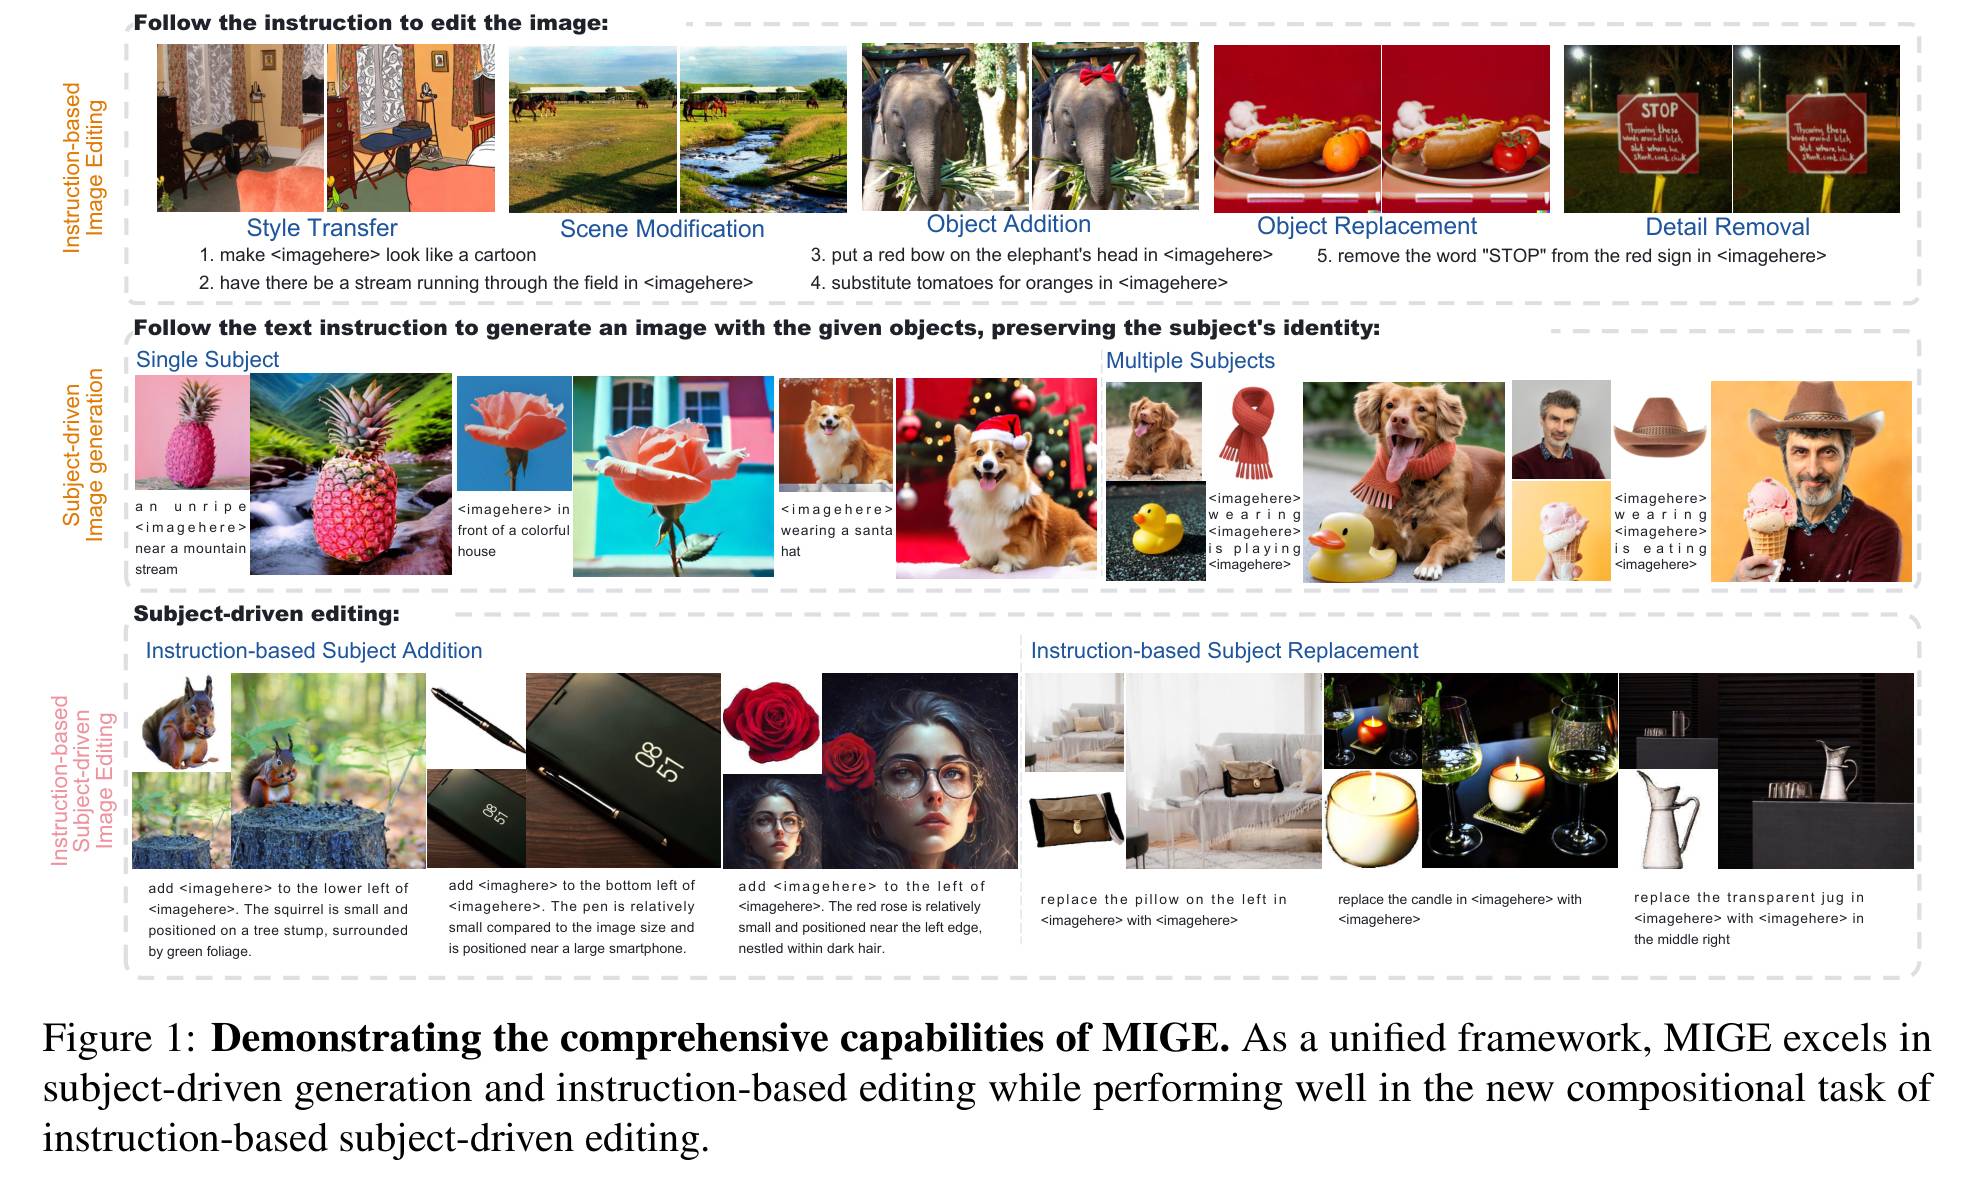 Follow the instruction to edit the image:
Instruction-based
Image Editing
STOP
Throwing these
Throwing these
Style Transfer
Scene Modification
Object Addition
Object Replacement
Detail Removal
1. make <imagehere> look like a cartoon
2. have there be a stream running through the field in <imagehere>
3. put a red bow on the elephant's head in <imagehere>
4. substitute tomatoes for oranges in <imagehere>
5. remove the word "STOP" from the red sign in <imagehere>
Follow the text instruction to generate an image with the given objects, preserving the subject's identity:
Subject-driven
Image generation
Single Subject
an unripe
<imagehere>
near a mountain
stream
<imagehere> in
front of a colorful
house
<imagehere>
wearing a santa
hat
Multiple Subjects
<imagehere>
wearing
<imagehere>
is playing
<imagehere>
<imagehere>
wearing
<imagehere>
is eating
<imagehere>
Subject-driven editing:
Instruction-based
Subject-driven
Image Editing
Instruction-based Subject Addition
08
51
08
51
add <imagehere> to the lower left of
<imagehere>. The squirrel is small and
positioned on a tree stump, surrounded
by green foliage.
add <imaghere> to the bottom left of
<imagehere>. The pen is relatively
small compared to the image size and
is positioned near a large smartphone.
add <imagehere> to the left of
<imagehere>. The red rose is relatively
small and positioned near the left edge,
nestled within dark hair.
Instruction-based Subject Replacement
replace the pillow on the left in
<imagehere> with <imagehere>
replace the candle in <imagehere> with
<imagehere>
replace the transparent jug in
<imagehere> with <imagehere> in
the middle right
Figure 1: Demonstrating the comprehensive capabilities of MIGE. As a unified framework, MIGE excels in
subject-driven generation and instruction-based editing while performing well in the new compositional task of
instruction-based subject-driven editing.